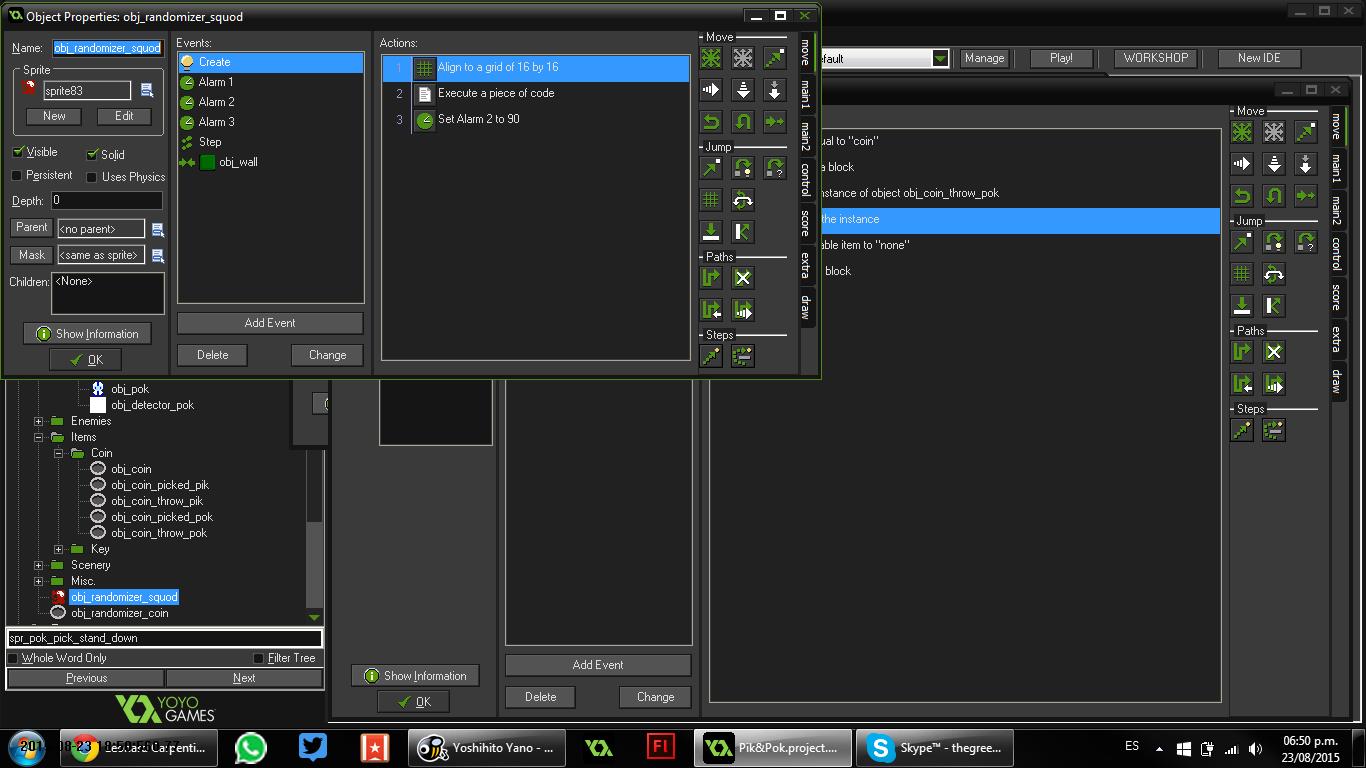 Object Properties: obj_randomizer_squod
Name: obj_randomizer_squod
Sprite
sprite83
New Edit
Visible Solid
Persistent Uses Physics
Depth: 0
Parent <no parent>
Mask <same as sprite>
Children: <None>
Show Information
OK
Events:
Create
Alarm 1
Alarm 2
Alarm 3
Step
obj_wall
Add Event
Delete Change
Actions:
1 Align to a grid of 16 by 16
2 Execute a piece of code
3 Set Alarm 2 to 90
Move
Jump
Paths
Steps
move
main1
main2
control
score
extra
draw
efault Manage Play! WORKSHOP New IDE
ual to "coin"
a block
nstance of object obj_coin_throw_pok
the instance
able item to "none"
block
Move
Jump
Paths
Steps
move
main1
main2
control
score
extra
draw
obj_pok
obj_detector_pok
Enemies
Items
Coin
obj_coin
obj_coin_picked_pik
obj_coin_throw_pik
obj_coin_picked_pok
obj_coin_throw_pok
Key
Scenery
Misc.
obj_randomizer_squod
obj_randomizer_coin
spr_pok_pick_stand_down
Whole Word Only Filter Tree
Previous Next
YOYO
GAMES
Show Information
OK
Add Event
Delete Change
Carpenti...
Yoshihito Yano - ...
Fl
Pik&Pok.project....
Skype™ - thegree...
ES
06:50 p.m.
23/08/2015